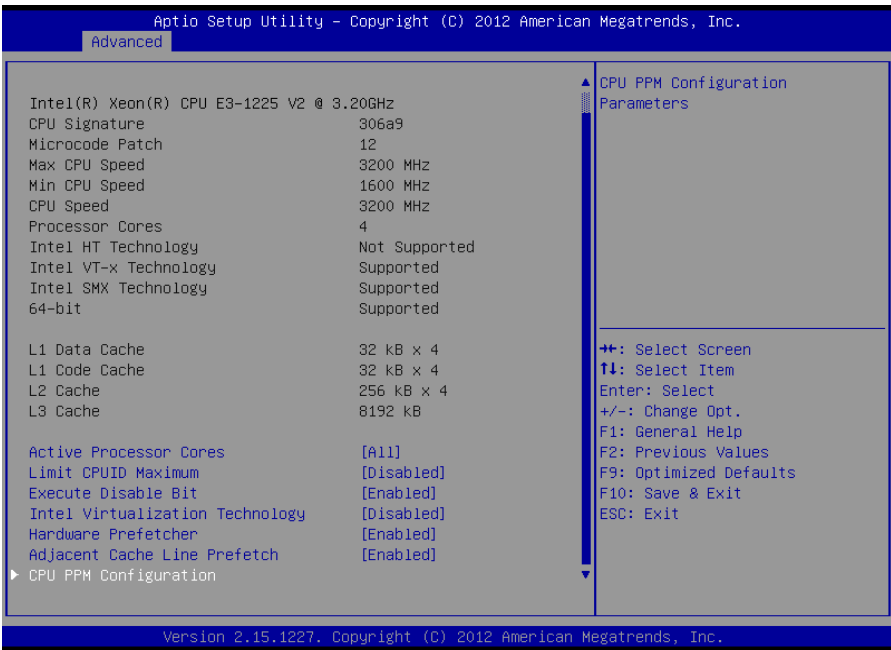 Aptio Setup Utility – Copyright (C) 2012 American Megatrends, Inc.
Advanced
Intel(R) Xeon(R) CPU E3-1225 V2 @ 3.20GHz
CPU Signature 306a9
Microcode Patch 12
Max CPU Speed 3200 MHz
Min CPU Speed 1600 MHz
CPU Speed 3200 MHz
Processor Cores 4
Intel HT Technology Not Supported
Intel VT-x Technology Supported
Intel SMX Technology Supported
64-bit Supported
L1 Data Cache 32 kB x 4
L1 Code Cache 32 kB x 4
L2 Cache 256 kB x 4
L3 Cache 8192 kB
Active Processor Cores [All]
Limit CPUID Maximum [Disabled]
Execute Disable Bit [Enabled]
Intel Virtualization Technology [Disabled]
Hardware Prefetcher [Enabled]
Adjacent Cache Line Prefetch [Enabled]
CPU PPM Configuration
CPU PPM Configuration
Parameters
→←: Select Screen
↑↓: Select Item
Enter: Select
+/-: Change Opt.
F1: General Help
F2: Previous Values
F9: Optimized Defaults
F10: Save & Exit
ESC: Exit
Version 2.15.1227. Copyright (C) 2012 American Megatrends, Inc.